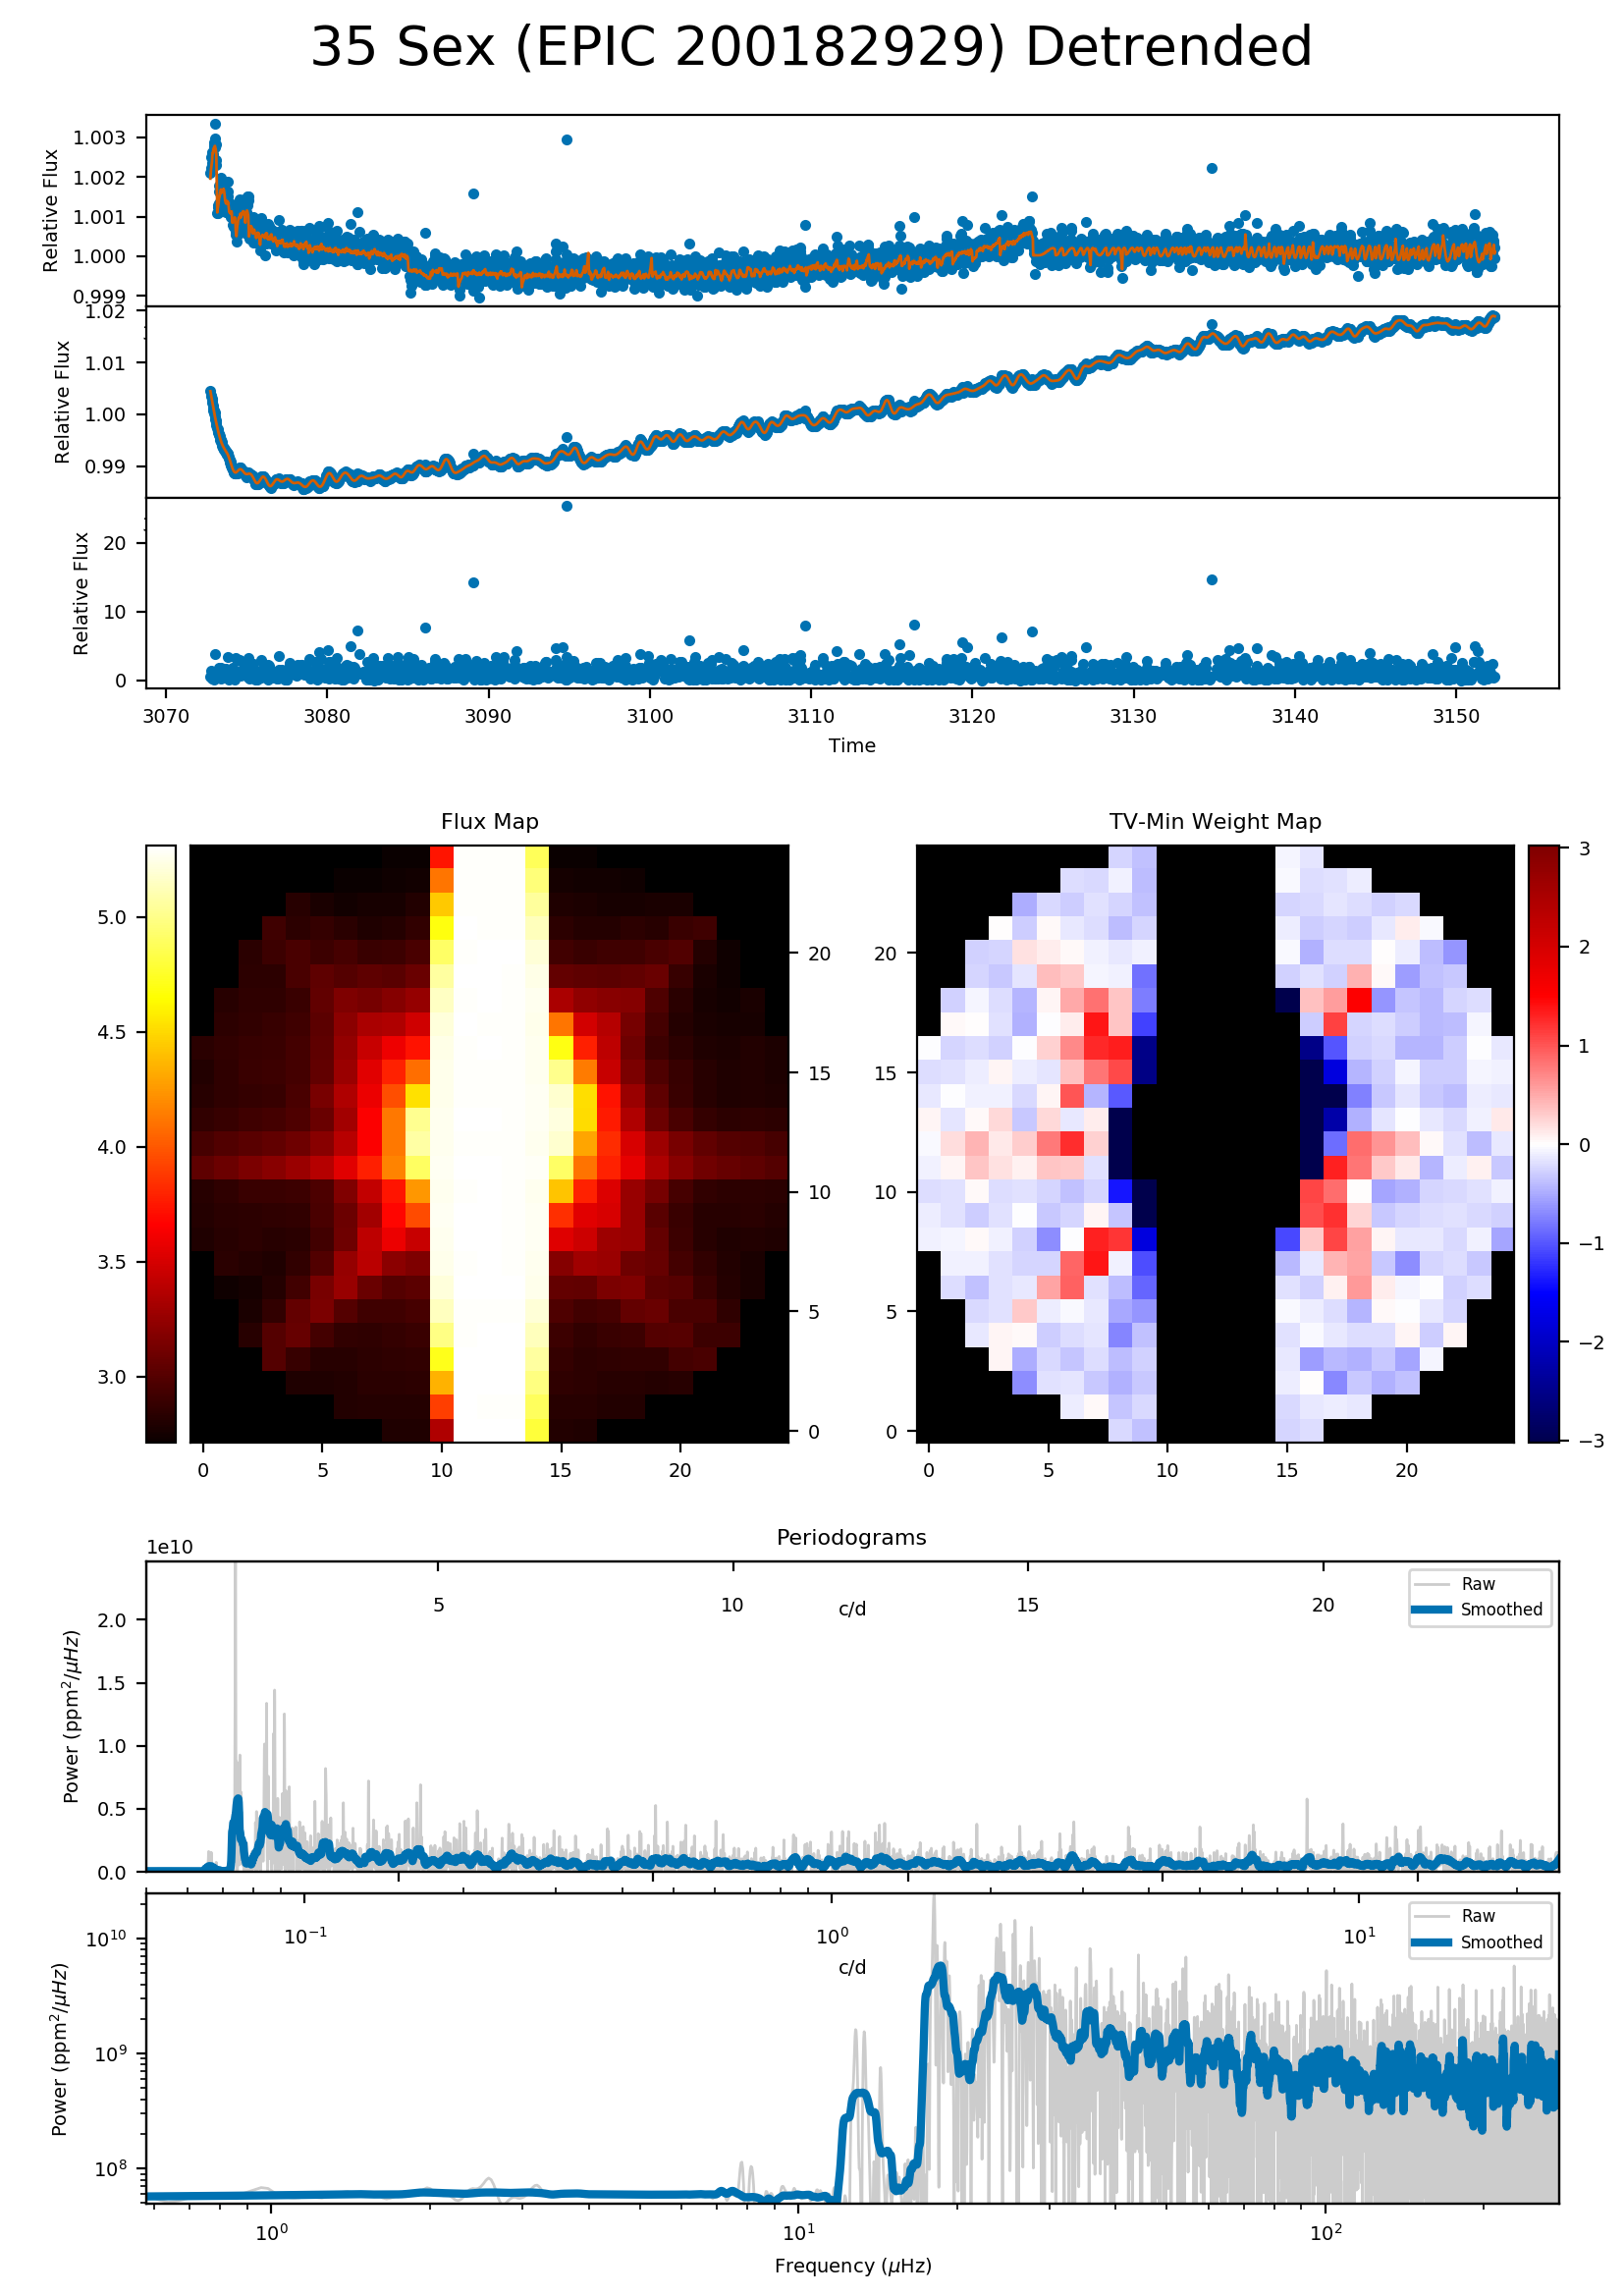 35 Sex (EPIC 200182929) Detrended
1.003
1.002
1.001
1.000
0.999
Relative Flux
1.02
1.01
1.00
0.99
Relative Flux
20
10
0
Relative Flux
3070 3080 3090 3100 3110 3120 3130 3140 3150
Time
Flux Map
5.0
4.5
4.0
3.5
3.0
20
15
10
5
0
0 5 10 15 20
TV-Min Weight Map
20
15
10
5
0
0 5 10 15 20
3
2
1
0
−1
−2
−3
Periodograms
1e10
5 10 15 20
c/d
Raw
Smoothed
2.0
1.5
1.0
0.5
0.0
Power (ppm²/μHz)
10⁻¹ 10⁰ 10¹
c/d
Raw
Smoothed
10¹⁰
10⁹
10⁸
Power (ppm²/μHz)
10⁰ 10¹ 10²
Frequency (μHz)